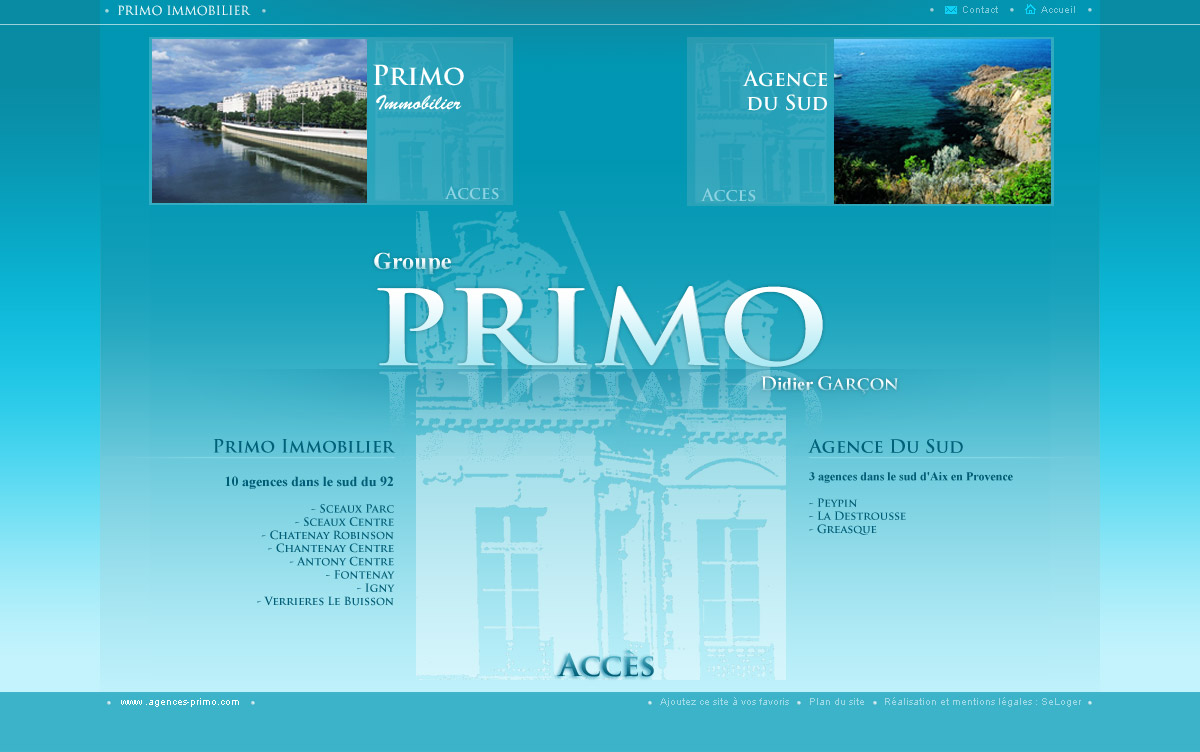 PRIMO IMMOBILIER
Contact
Accueil
PRIMO
Immobilier
ACCES
AGENCE
DU SUD
ACCES
Groupe
PRIMO
Didier GARÇON
PRIMO IMMOBILIER
10 agences dans le sud du 92
- SCEAUX PARC
- SCEAUX CENTRE
- CHATENAY ROBINSON
- CHANTENAY CENTRE
- ANTONY CENTRE
- FONTENAY
- IGNY
- VERRIERES LE BUISSON
AGENCE DU SUD
3 agences dans le sud d'Aix en Provence
- PEYPIN
- LA DESTROUSSE
- GREASQUE
ACCÈS
www.agences-primo.com
Ajoutez ce site à vos favoris
Plan du site
Réalisation et mentions légales : SeLoger